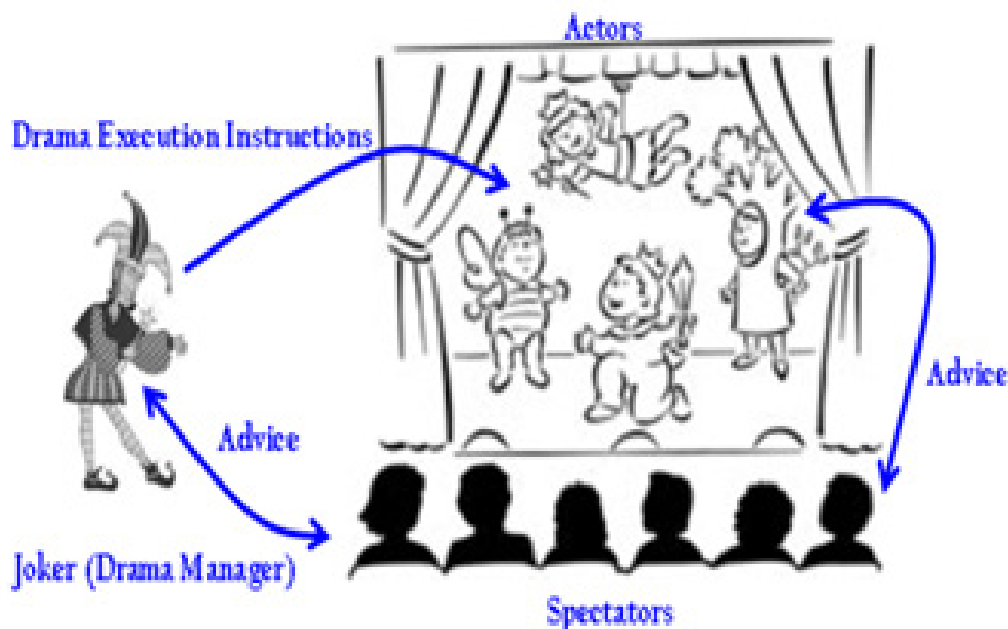 Actors
Drama Execution Instructions
Advice
Advice
Joker (Drama Manager)
Spectators